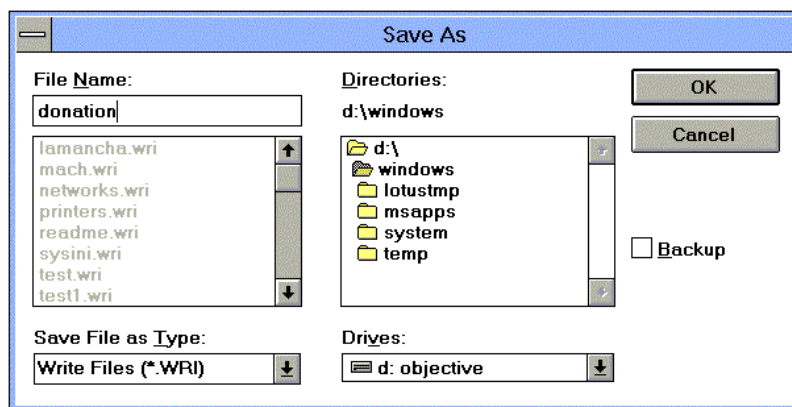 Save As
File Name:
donation
lamancha.wri
mach.wri
networks.wri
printers.wri
readme.wri
sysini.wri
test.wri
test1.wri
Save File as Type:
Write Files (*.WRI)
Directories:
d:\windows
d:\
windows
lotustmp
msapps
system
temp
Drives:
d: objective
OK
Cancel
Backup